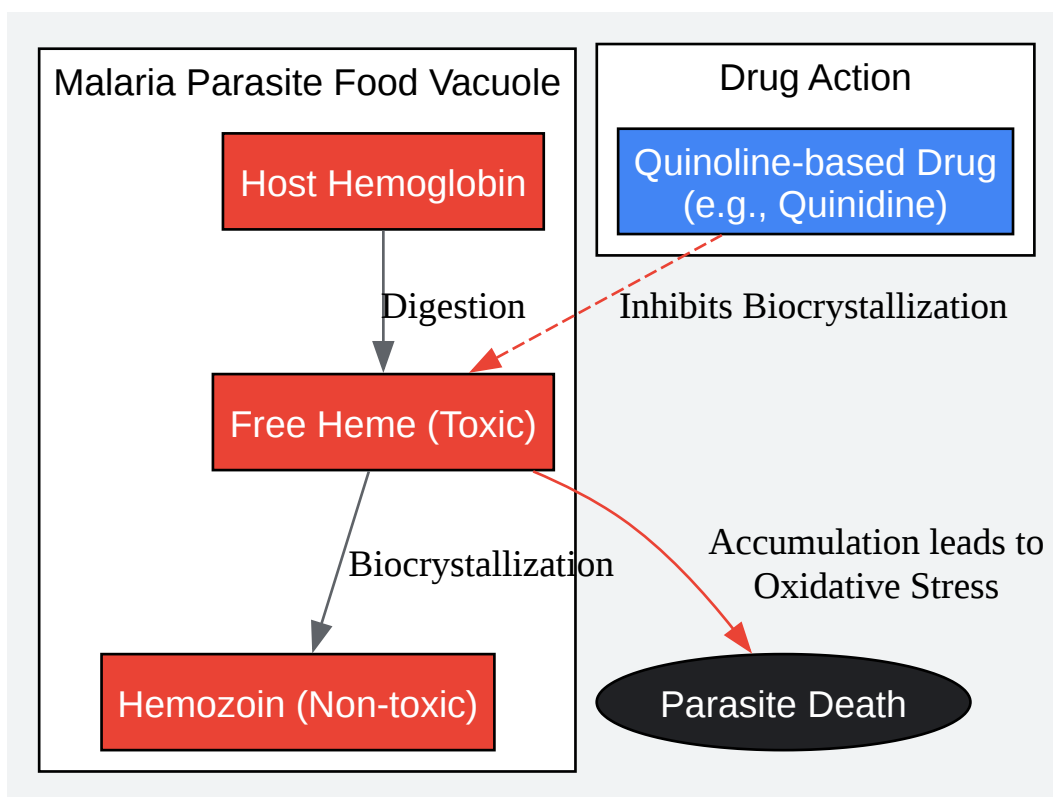 Malaria Parasite Food Vacuole
Drug Action
Host Hemoglobin
Quinoline-based Drug
(e.g., Quinidine)
Digestion
Inhibits Biocrystallization
Free Heme (Toxic)
Biocrystallization
Accumulation leads to
Oxidative Stress
Hemozoin (Non-toxic)
Parasite Death